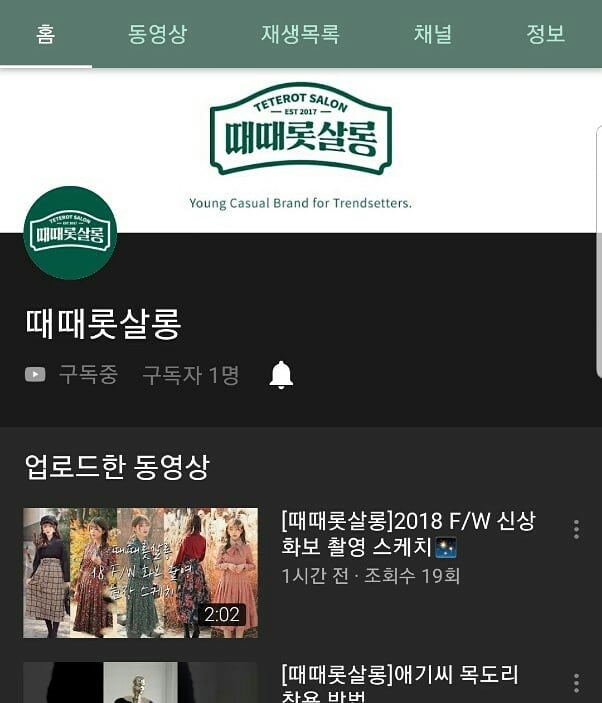 홈 동영상 재생목록 채널 정보
TETEROT SALON
EST 2017
때때롯살롱
Young Casual Brand for Trendsetters.
TETEROT SALON
EST 2017
때때롯살롱
때때롯살롱
구독중 구독자 1명
업로드한 동영상
때때롯살롱
18 F/W 화보 촬영
현장 스케치
2:02
[때때롯살롱]2018 F/W 신상
화보 촬영 스케치
1시간 전 · 조회수 19회
[때때롯살롱]애기씨 목도리
착용 방법